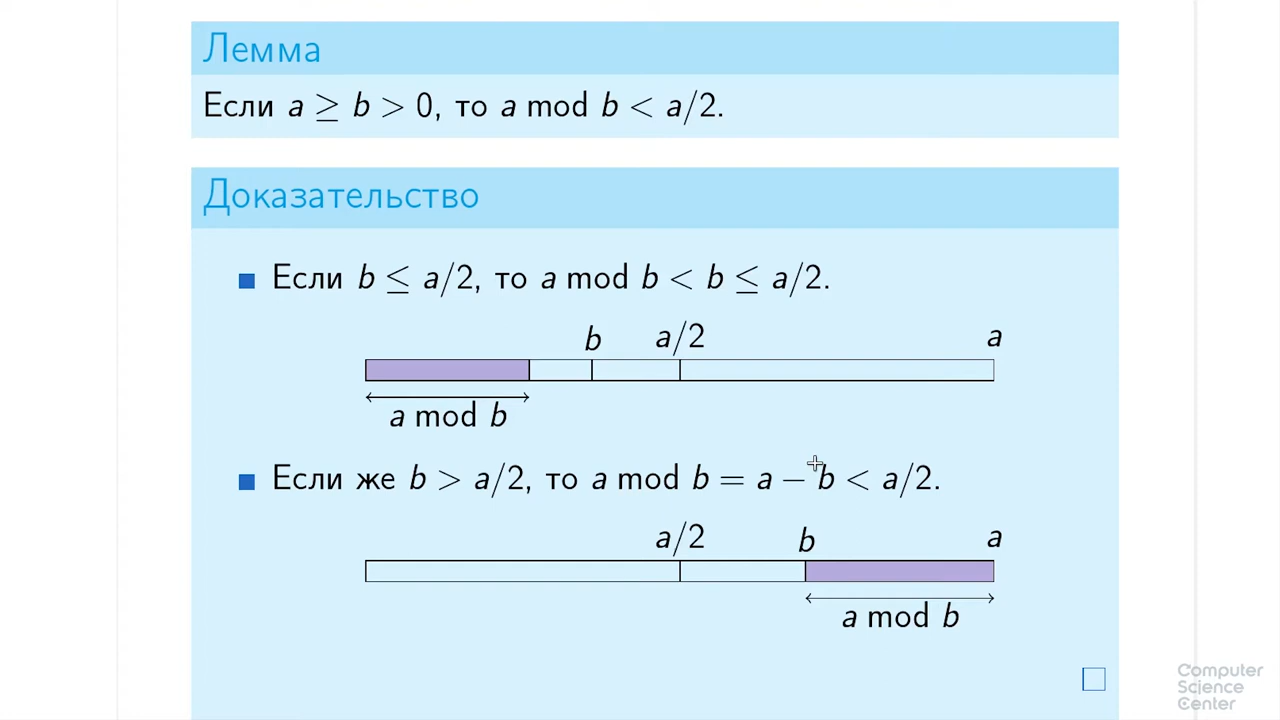 Лемма
Если a ≥ b > 0, то a mod b < a/2.
Доказательство
Если b ≤ a/2, то a mod b < b ≤ a/2.
b a/2 a
a mod b
Если же b > a/2, то a mod b = a − b < a/2.
a/2 b a
a mod b
Computer
Science
Center